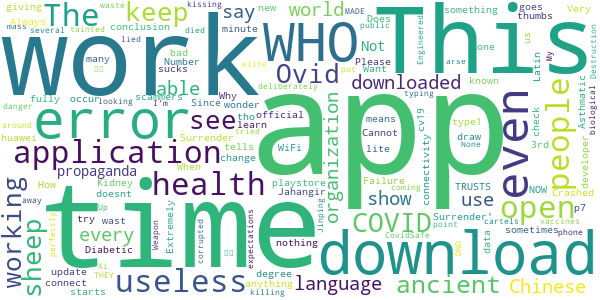 kissing
giving The many keep world new goes This
Always waste conclusion say something thumbs
mass several tainted died WHO Does public MADE Engineered
work lied minute Not one us
bad Ovid Please Want known arse
Number able downloaded
error sucks see Why wonder My
fully occur scammers official put elite Latin even people
danger Since tho learn typing check Destruction
huawei Surrender I'm tells WiFi means cv19 type1 3rd biological
around application change Cannot draw Asthmatic
looking When lite connectivity None developer
propaganda playstore organization Failure TRUSTS NOW
How Kidney Jahangir show Surrender' Crashed
working doesnt health COVID use open p7
away sheep Up Weapon expectations nothing Jinping coming sometimes cartels
try wast time app CovidSafe point data vaccines
perfectly every Diabetic Extremely corrupted degree download phone
update Xi anything language ancient Chinese
connect THEY useless killing
starts tried deliberately
Very